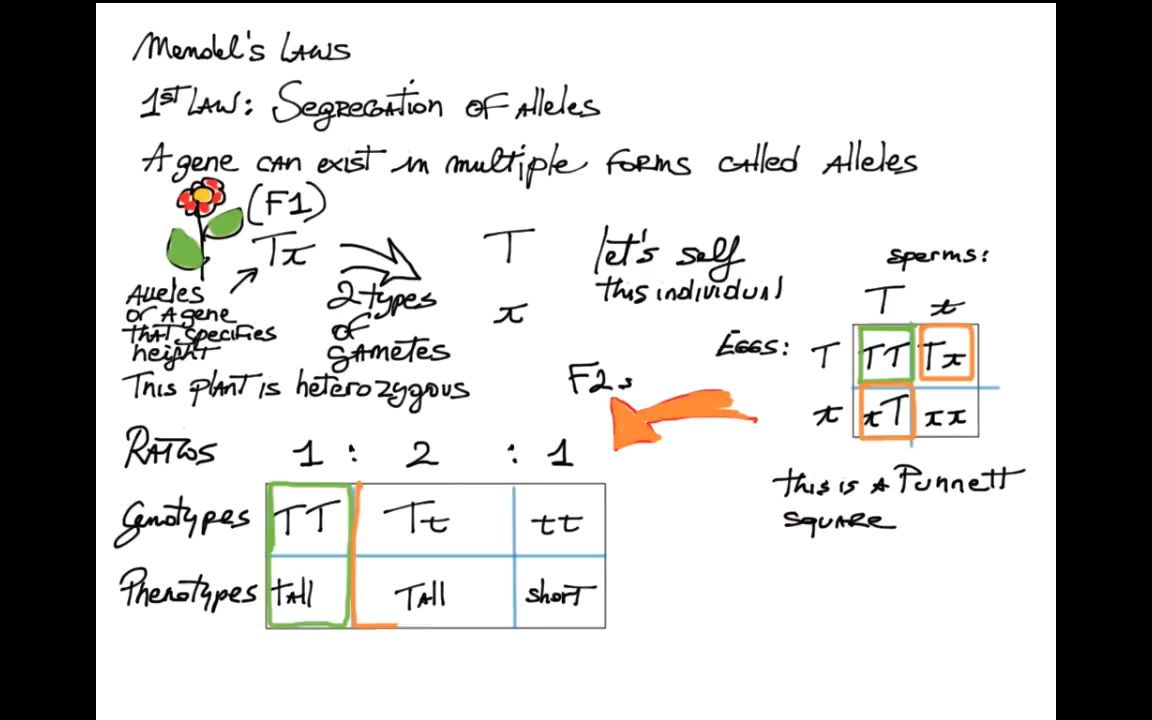 Mendel's Laws
1st Law: Segregation of Alleles
A gene can exist in multiple forms called Alleles
(F1)
Tt
T
t
Alleles
of a gene
that specifies
height
2 types
of
gametes
This plant is heterozygous
let's self
this individual
sperms:
T t
Eggs: T TT Tt
t tT tt
F2s
this is a Punnett
square
Ratios 1 : 2 : 1
Genotypes TT Tt tt
Phenotypes tall Tall short